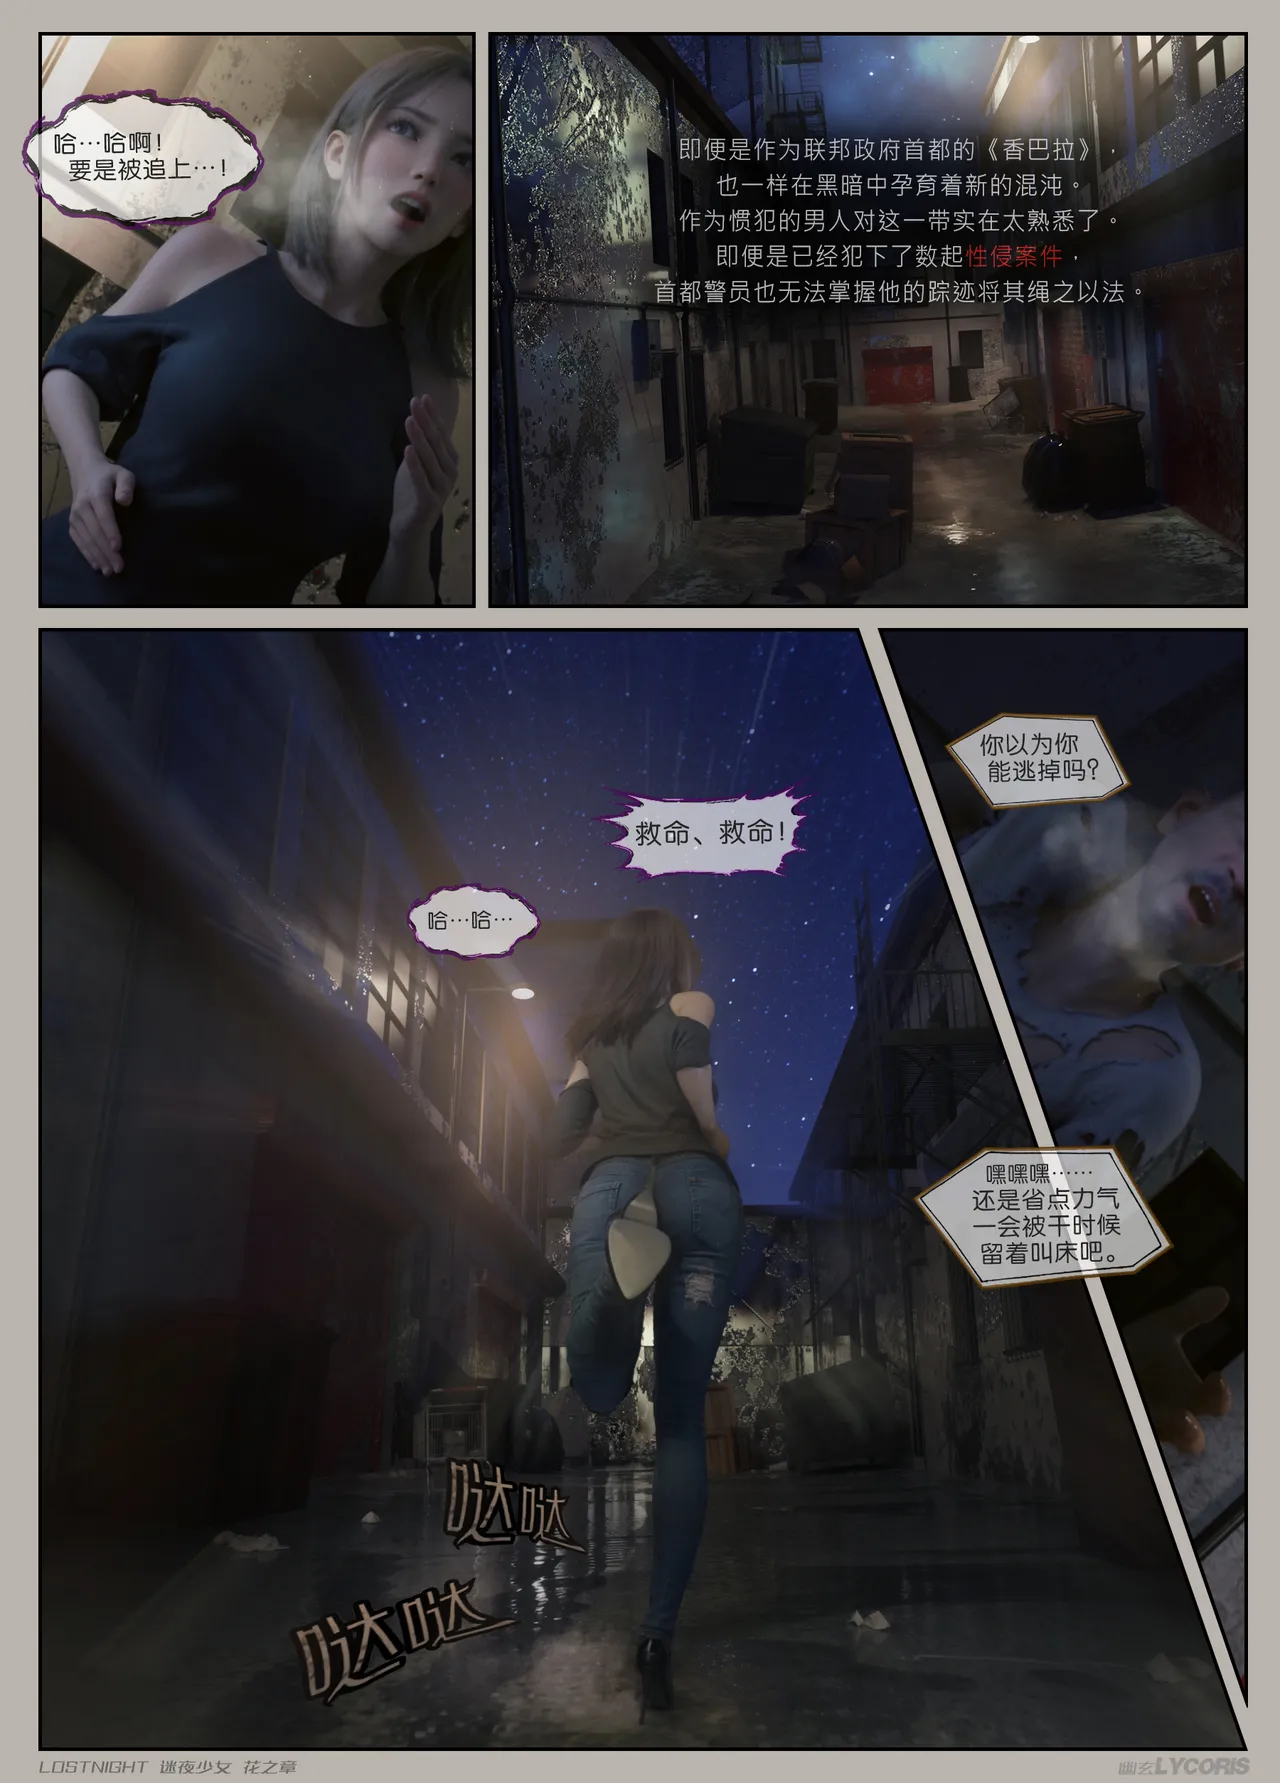 哈…哈啊！
要是被追上…！
即便是作为联邦政府首都的《香巴拉》，
也一样在黑暗中孕育着新的混沌。
作为惯犯的男人对这一带实在太熟悉了。
即便是已经犯下了数起性侵案件，
首都警员也无法掌握他的踪迹将其绳之以法。
救命、救命！
哈…哈…
你以为你
能逃掉吗？
嘿嘿嘿……
还是省点力气
一会被干时候
留着叫床吧。
哒哒
哒哒
LOSTNIGHT 迷夜少女 花之章
幽玄LYCORIS